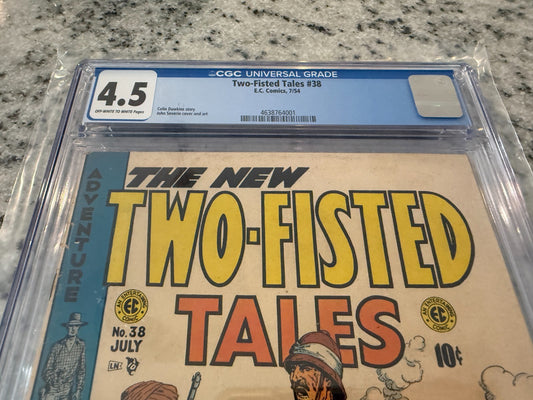 CGC UNIVERSAL GRADE
4.5
OFF-WHITE TO WHITE Pages
Two-Fisted Tales #38
E.C. Comics, 7/54
4638764001
Colin Dawkins story
John Severin cover and art
ADVENTURE
THE NEW
TWO-FISTED
TALES
AN ENTERTAINING
EC
COMIC
No. 38
JULY
AN ENTERTAINING
EC
COMIC
10¢